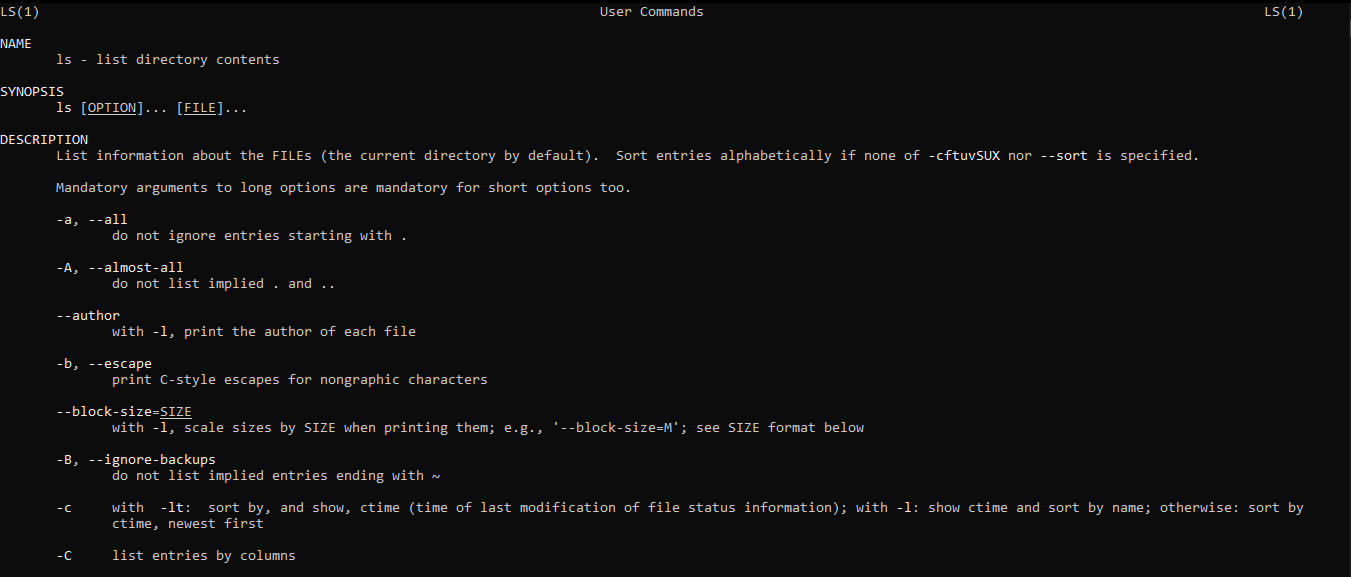 LS(1) User Commands LS(1)
NAME
ls - list directory contents
SYNOPSIS
ls [OPTION]... [FILE]...
DESCRIPTION
List information about the FILEs (the current directory by default).  Sort entries alphabetically if none of -cftuvSUX nor --sort is specified.
Mandatory arguments to long options are mandatory for short options too.
-a, --all
do not ignore entries starting with .
-A, --almost-all
do not list implied . and ..
--author
with -l, print the author of each file
-b, --escape
print C-style escapes for nongraphic characters
--block-size=SIZE
with -l, scale sizes by SIZE when printing them; e.g., '--block-size=M'; see SIZE format below
-B, --ignore-backups
do not list implied entries ending with ~
-c with  -lt:  sort by, and show, ctime (time of last modification of file status information); with -l: show ctime and sort by name; otherwise: sort by
ctime, newest first
-C list entries by columns